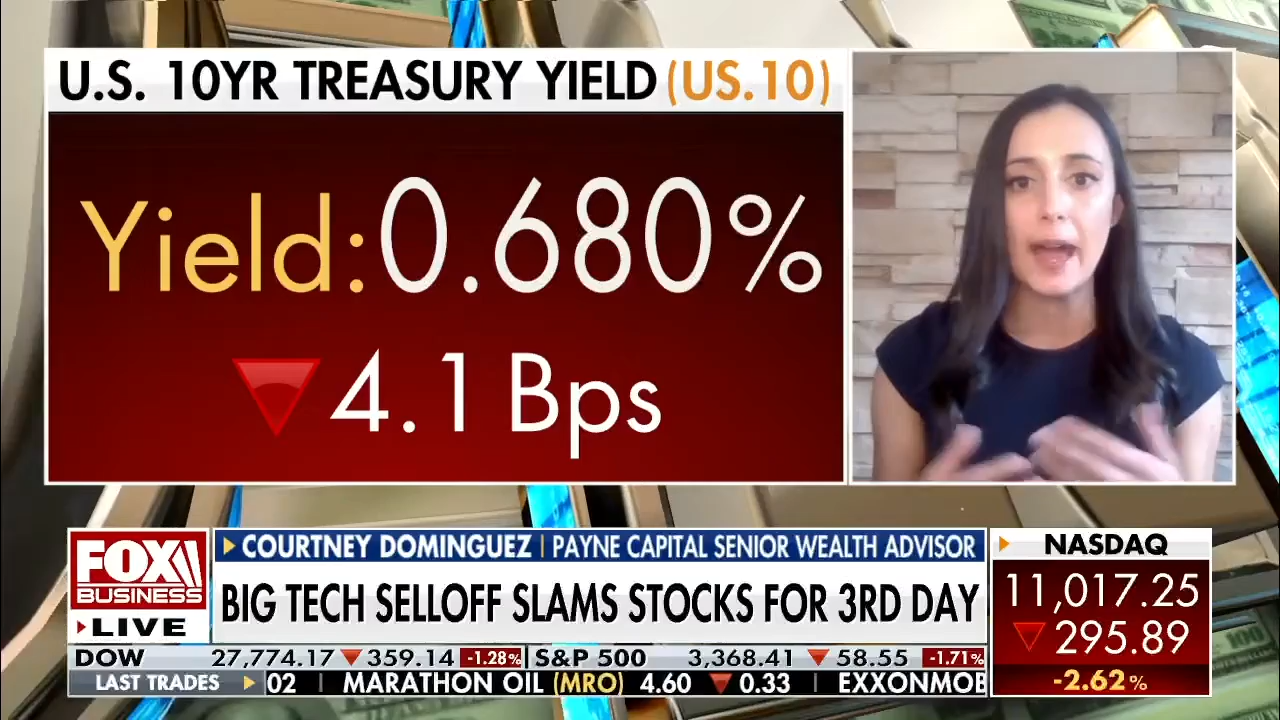 U.S. 10YR TREASURY YIELD (US.10)
Yield: 0.680%
▼ 4.1 Bps
FOX
BUSINESS
LIVE
COURTNEY DOMINGUEZ | PAYNE CAPITAL SENIOR WEALTH ADVISOR
BIG TECH SELLOFF SLAMS STOCKS FOR 3RD DAY
NASDAQ
11,017.25
▼ 295.89
-2.62%
DOW 27,774.17 ▼ 359.14 -1.28% S&P 500 3,368.41 ▼ 58.55 -1.71%
LAST TRADES 02 | MARATHON OIL (MRO) 4.60 ▼ 0.33 | EXXONMOB